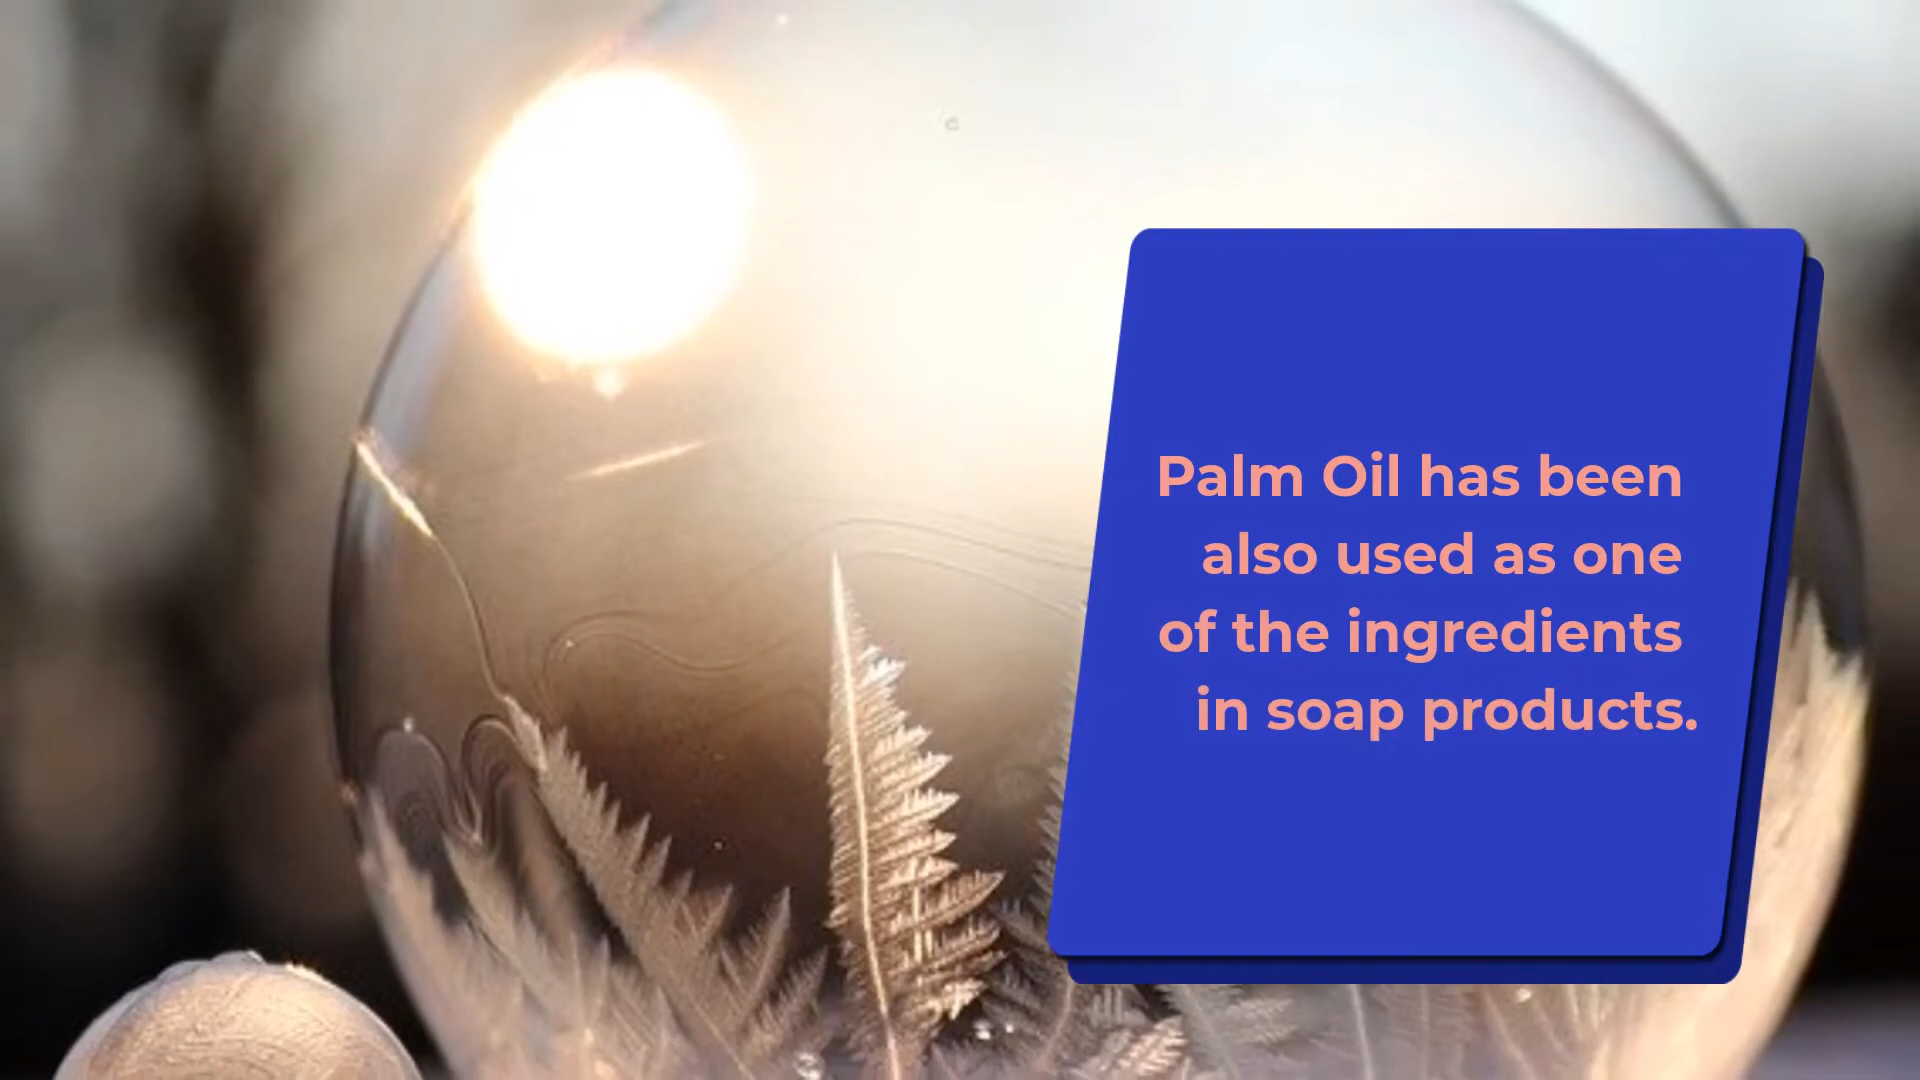 Palm Oil has been
also used as one
of the ingredients
in soap products.